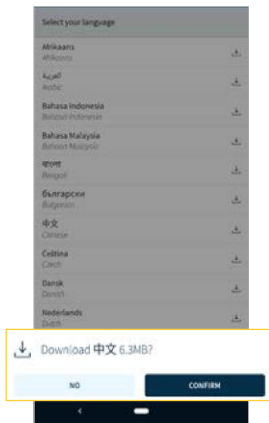 Select your language
Afrikaans
Afrikaans
العربية
Arabic
Bahasa Indonesia
Bahasa Indonesia
Bahasa Malaysia
Bahasa Malaysia
বাংলা
Bengali
български
Bulgarian
中文
Chinese
Čeština
Czech
Dansk
Danish
Nederlands
Dutch
Download 中文 6.3MB?
NO
CONFIRM